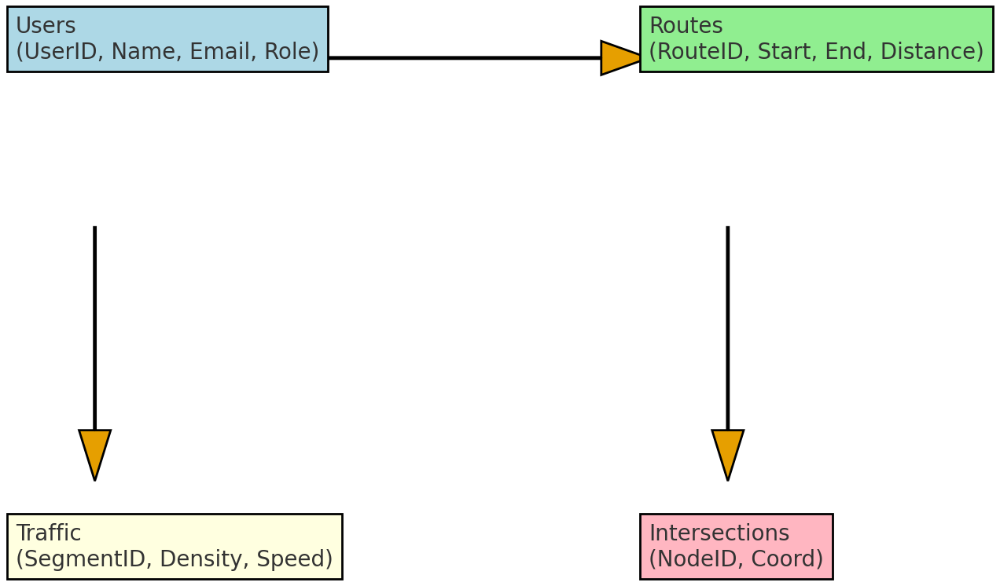 Users
(UserID, Name, Email, Role)
Routes
(RouteID, Start, End, Distance)
Traffic
(SegmentID, Density, Speed)
Intersections
(NodeID, Coord)